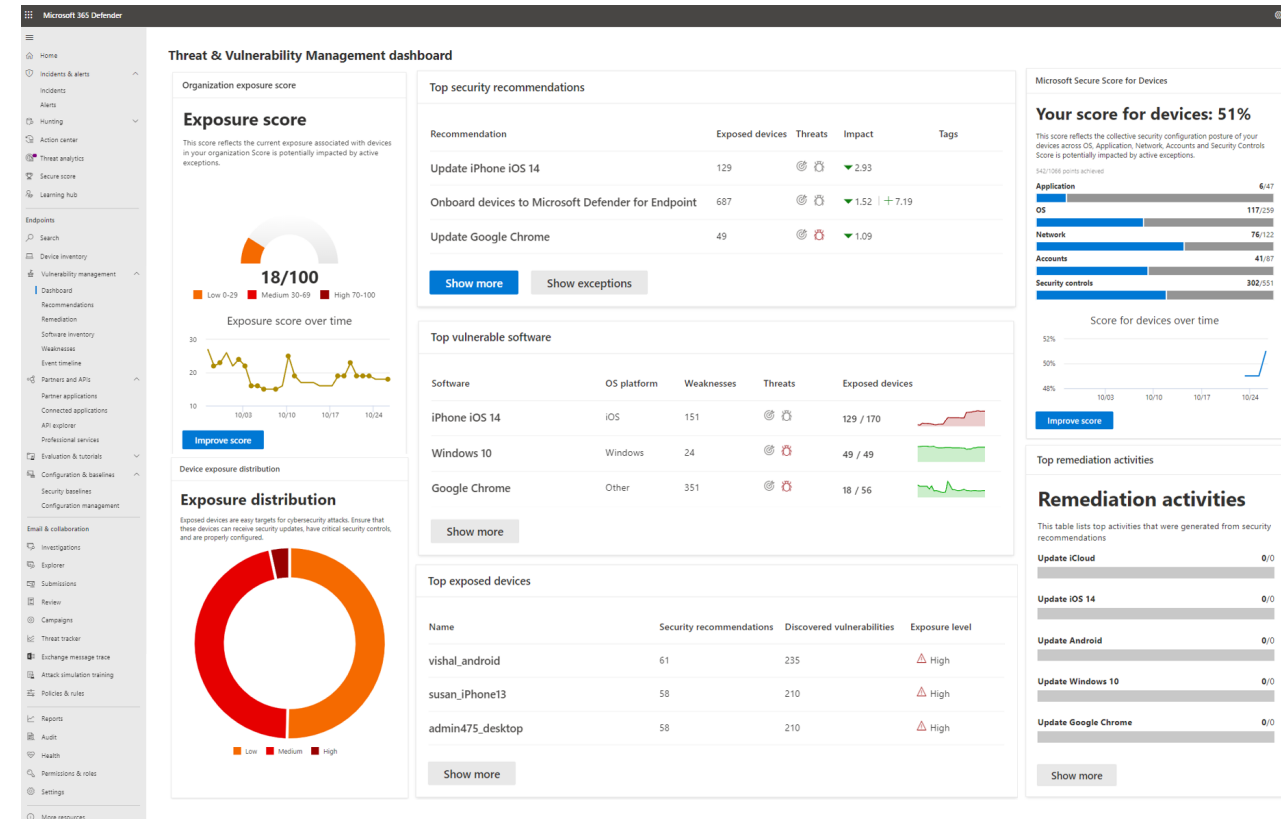 Microsoft 365 Defender
Home
Incidents & alerts
Incidents
Alerts
Hunting
Action center
Threat analytics
Secure score
Learning hub
Endpoints
Search
Device inventory
Vulnerability management
Dashboard
Recommendations
Remediation
Software inventory
Weaknesses
Event timeline
Partners and APIs
Partner applications
Connected applications
API explorer
Professional services
Evaluation & tutorials
Configuration & baselines
Security baselines
Configuration management
Email & collaboration
Investigations
Explorer
Submissions
Review
Campaigns
Threat tracker
Exchange message trace
Attack simulation training
Policies & rules
Reports
Audit
Health
Permissions & roles
Settings
More resources
Threat & Vulnerability Management dashboard
Organization exposure score
Exposure score
This score reflects the current exposure associated with devices
in your organization Score is potentially impacted by active
exceptions.
18/100
Low 0-29 Medium 30-69 High 70-100
Exposure score over time
30
20
10
10/03 10/10 10/17 10/24
Improve score
Device exposure distribution
Exposure distribution
Exposed devices are easy targets for cybersecurity attacks. Ensure that
these devices can receive security updates, have critical security controls,
and are properly configured.
Low Medium High
Top security recommendations
Recommendation Exposed devices Threats Impact Tags
Update iPhone iOS 14 129 2.93
Onboard devices to Microsoft Defender for Endpoint 687 1.52 | + 7.19
Update Google Chrome 49 1.09
Show more Show exceptions
Top vulnerable software
Software OS platform Weaknesses Threats Exposed devices
iPhone iOS 14 iOS 151 129 / 170
Windows 10 Windows 24 49 / 49
Google Chrome Other 351 18 / 56
Show more
Top exposed devices
Name Security recommendations Discovered vulnerabilities Exposure level
vishal_android 61 235 High
susan_iPhone13 58 210 High
admin475_desktop 58 210 High
Show more
Microsoft Secure Score for Devices
Your score for devices: 51%
This score reflects the collective security configuration posture of your
devices across OS, Application, Network, Accounts and Security Controls
Score is potentially impacted by active exceptions.
542/1066 points achieved
Application 6/47
OS 117/259
Network 76/122
Accounts 41/87
Security controls 302/551
Score for devices over time
52%
50%
48%
10/03 10/10 10/17 10/24
Improve score
Top remediation activities
Remediation activities
This table lists top activities that were generated from security
recommendations
Update iCloud 0/0
Update iOS 14 0/0
Update Android 0/0
Update Windows 10 0/0
Update Google Chrome 0/0
Show more